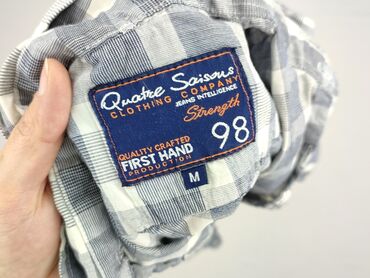 Quatre Saisons
CLOTHING COMPANY
JEANS INTELLIGENCE
Strength
98
QUALITY CRAFTED
FIRST HAND
PRODUCTION
M